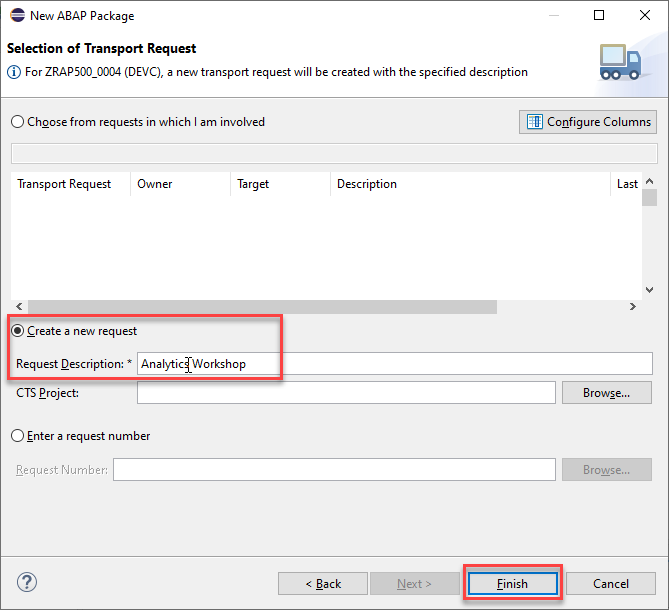 New ABAP Package
Selection of Transport Request
For ZRAP500_0004 (DEVC), a new transport request will be created with the specified description
Choose from requests in which I am involved
Configure Columns
Transport Request Owner Target Description Last
Create a new request
Request Description: * Analytics Workshop
CTS Project: Browse...
Enter a request number
Request Number: Browse...
? < Back Next > Finish Cancel